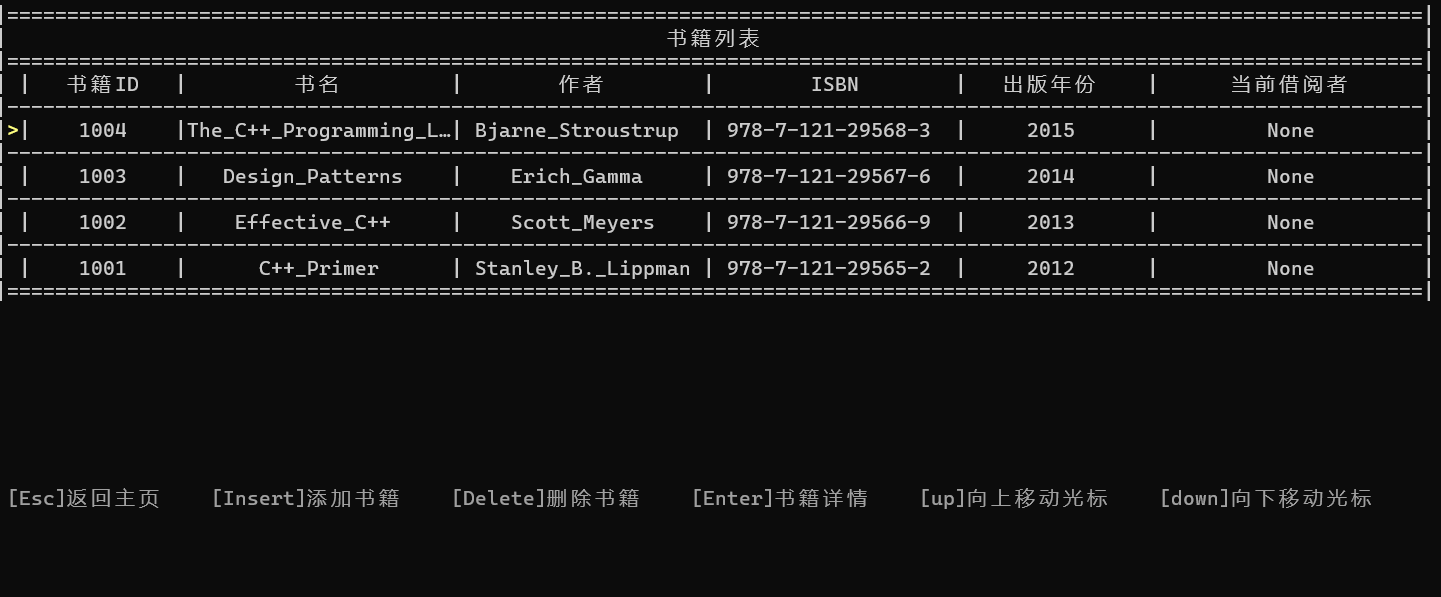 书籍列表
| 书籍ID | 书名 | 作者 | ISBN | 出版年份 | 当前借阅者 |
>| 1004 |The_C++_Programming_L…| Bjarne_Stroustrup | 978-7-121-29568-3 | 2015 | None |
| 1003 | Design_Patterns | Erich_Gamma | 978-7-121-29567-6 | 2014 | None |
| 1002 | Effective_C++ | Scott_Meyers | 978-7-121-29566-9 | 2013 | None |
| 1001 | C++_Primer | Stanley_B._Lippman | 978-7-121-29565-2 | 2012 | None |
[Esc]返回主页 [Insert]添加书籍 [Delete]删除书籍 [Enter]书籍详情 [up]向上移动光标 [down]向下移动光标